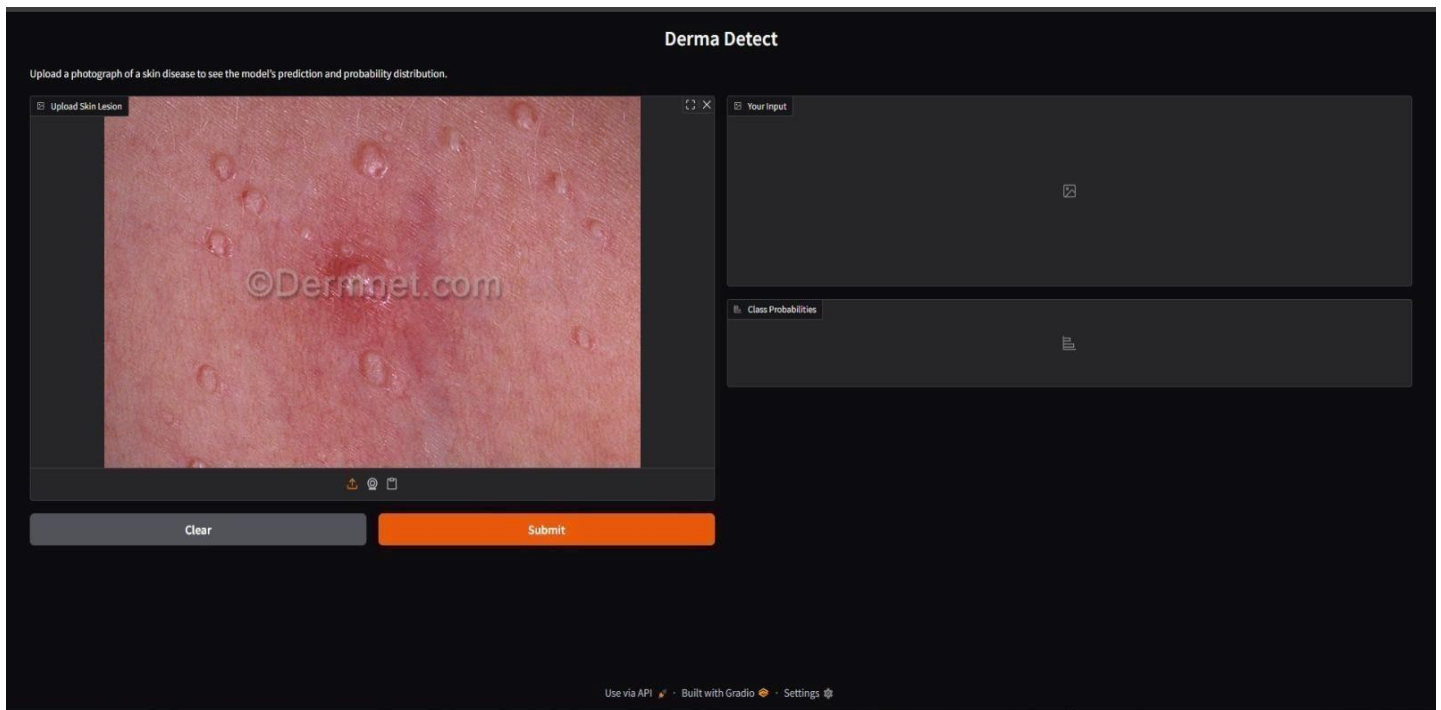 Derma Detect
Upload a photograph of a skin disease to see the model's prediction and probability distribution.
Upload Skin Lesion
Your Input
©Dermnet.com
Class Probabilities
Clear
Submit
Use via API · Built with Gradio · Settings